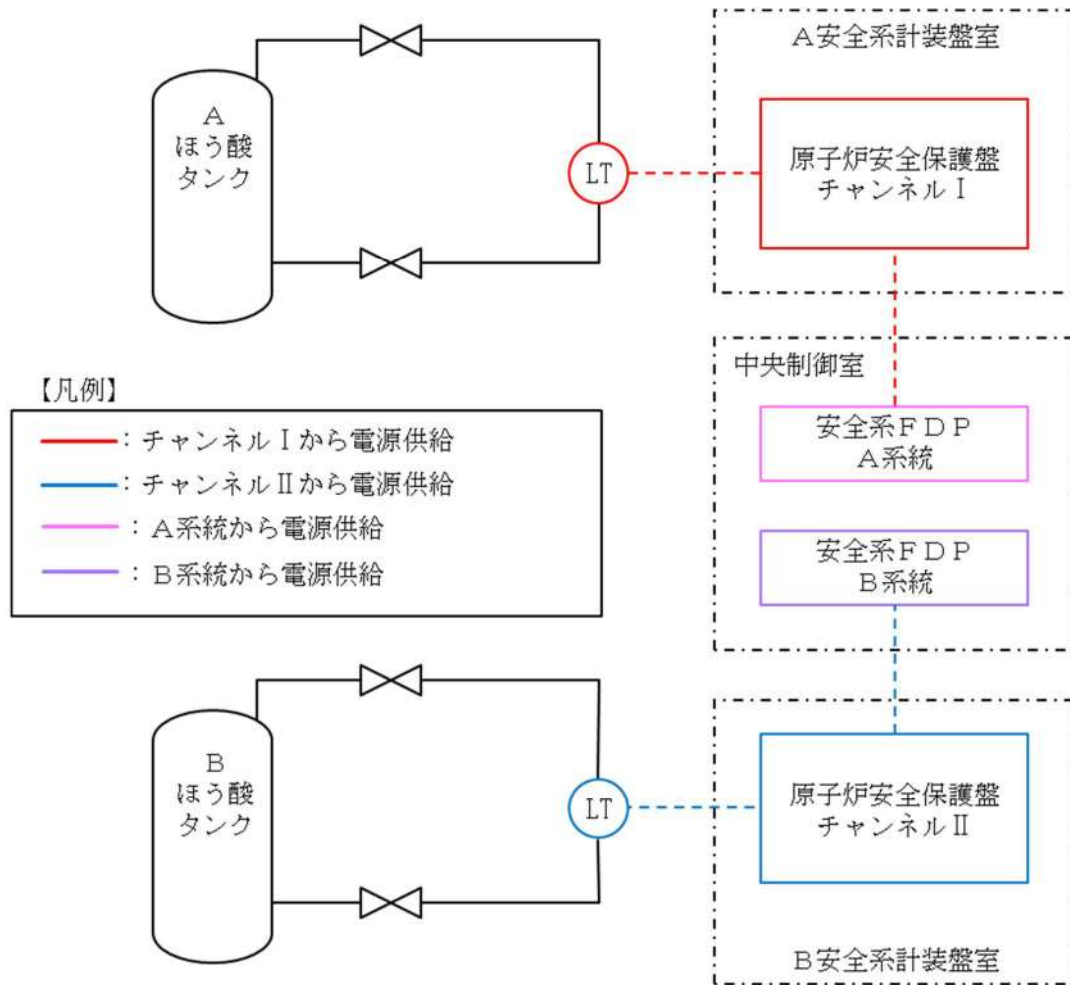 A
ほう酸
タンク
LT
A安全系計装盤室
原子炉安全保護盤
チャンネルⅠ
【凡例】
：チャンネルⅠから電源供給
：チャンネルⅡから電源供給
：A系統から電源供給
：B系統から電源供給
中央制御室
安全系FDP
A系統
安全系FDP
B系統
B
ほう酸
タンク
LT
原子炉安全保護盤
チャンネルⅡ
B安全系計装盤室